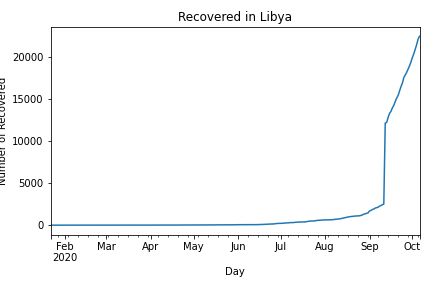 Recovered in Libya
Number of Recovered
20000
15000
10000
5000
0
Feb Mar Apr May Jun Jul Aug Sep Oct
2020
Day